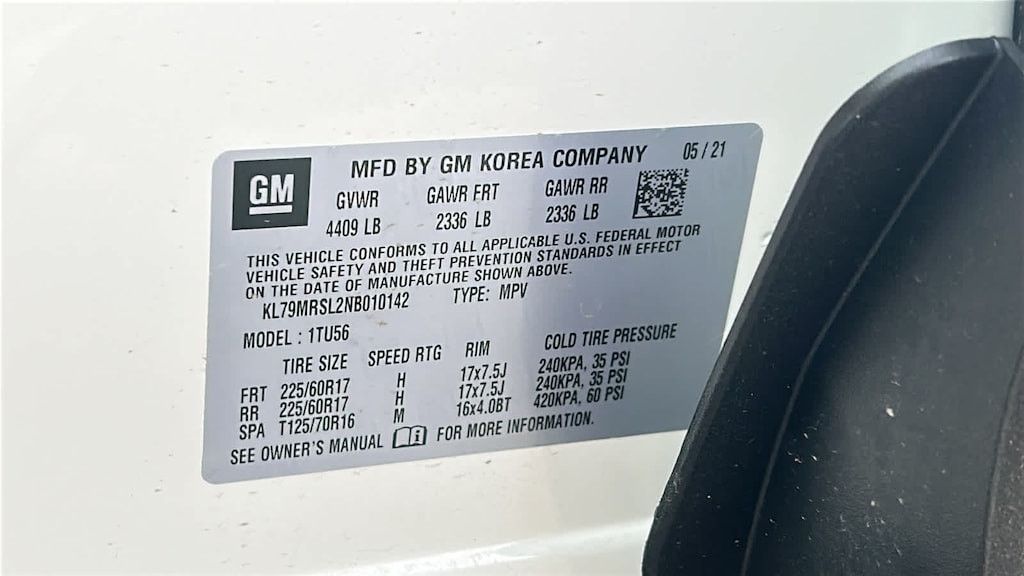 GM
MFD BY GM KOREA COMPANY 05 / 21
GVWR GAWR FRT GAWR RR
4409 LB 2336 LB 2336 LB
THIS VEHICLE CONFORMS TO ALL APPLICABLE U.S. FEDERAL MOTOR
VEHICLE SAFETY AND THEFT PREVENTION STANDARDS IN EFFECT
ON THE DATE OF MANUFACTURE SHOWN ABOVE.
KL79MRSL2NB010142 TYPE: MPV
MODEL : 1TU56
TIRE SIZE SPEED RTG RIM COLD TIRE PRESSURE
FRT 225/60R17 H 17x7.5J 240KPA, 35 PSI
RR 225/60R17 H 17x7.5J 240KPA, 35 PSI
SPA T125/70R16 M 16x4.0BT 420KPA, 60 PSI
SEE OWNER'S MANUAL FOR MORE INFORMATION.